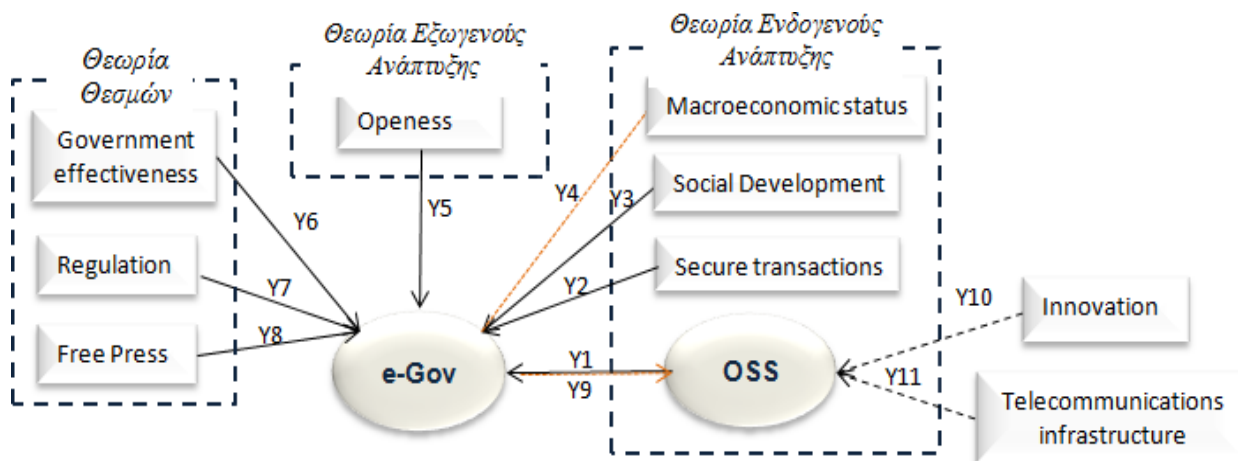 Θεωρία
Θεσμών
Government
effectiveness
Regulation
Free Press
Θεωρία Εξωγενούς
Ανάπτυξης
Openess
Θεωρία Ενδογενούς
Ανάπτυξης
Macroeconomic status
Social Development
Secure transactions
Y6
Y7
Y8
Y5
Y4
Y3
Y2
e-Gov
Y1
Y9
OSS
Y10
Y11
Innovation
Telecommunications
infrastructure